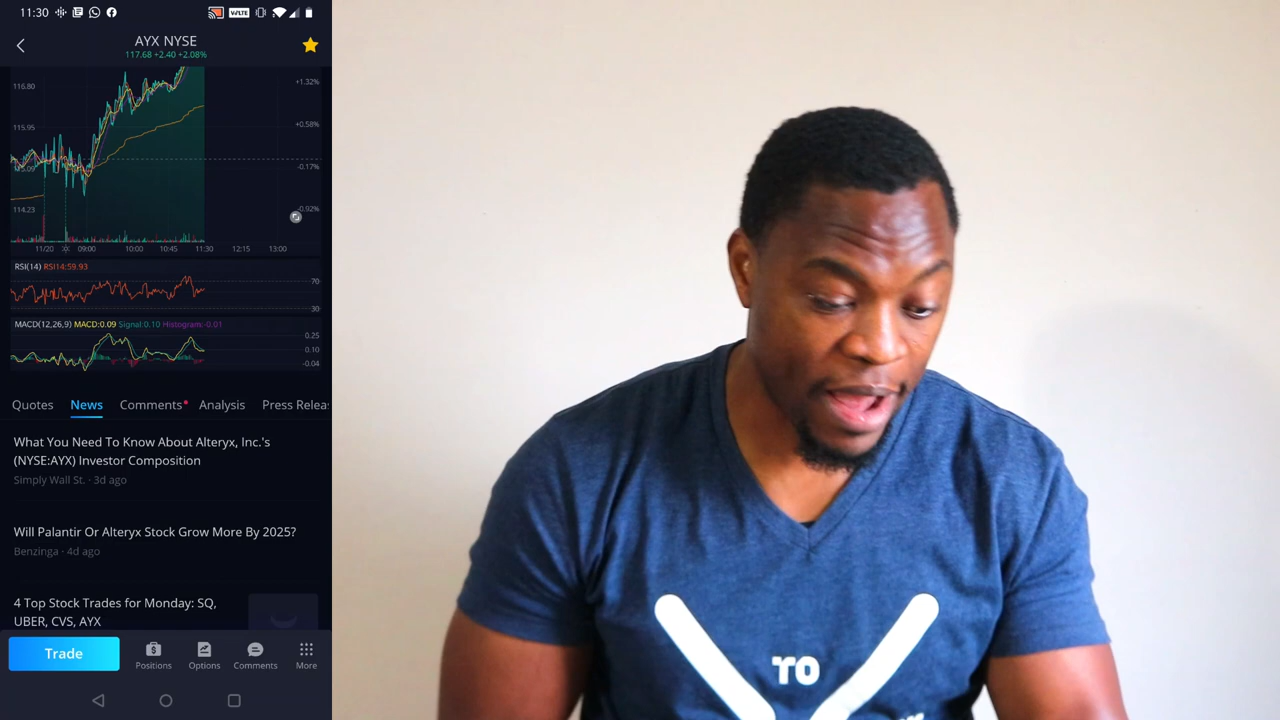 11:30
VoLTE
AYX NYSE
117.68 +2.40 +2.08%
116.80
+1.32%
115.95
+0.58%
-0.17%
115.09
114.23
-0.92%
11/20 09:00 10:00 10:45 11:30 12:15 13:00
RSI(14) RSI14:59.93
70
30
MACD(12,26,9) MACD:0.09 Signal:0.10 Histogram:-0.01
0.25
0.10
-0.04
Quotes News Comments Analysis Press Relea
What You Need To Know About Alteryx, Inc.'s
(NYSE:AYX) Investor Composition
Simply Wall St. · 3d ago
Will Palantir Or Alteryx Stock Grow More By 2025?
Benzinga · 4d ago
4 Top Stock Trades for Monday: SQ,
UBER, CVS, AYX
Trade Positions Options Comments More
TO